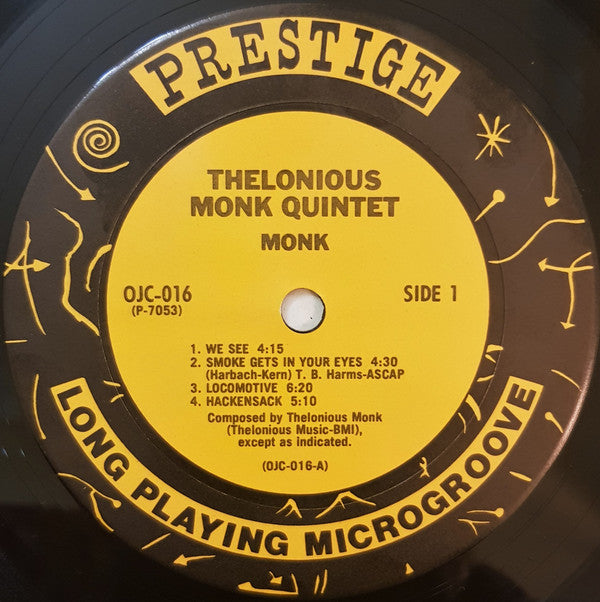 PRESTIGE
THELONIOUS
MONK QUINTET
MONK
OJC-016
(P-7053)
SIDE 1
1. WE SEE 4:15
2. SMOKE GETS IN YOUR EYES 4:30
(Harbach-Kern) T. B. Harms-ASCAP
3. LOCOMOTIVE 6:20
4. HACKENSACK 5:10
Composed by Thelonious Monk
(Thelonious Music-BMI),
except as indicated.
(OJC-016-A)
LONG PLAYING MICROGROOVE